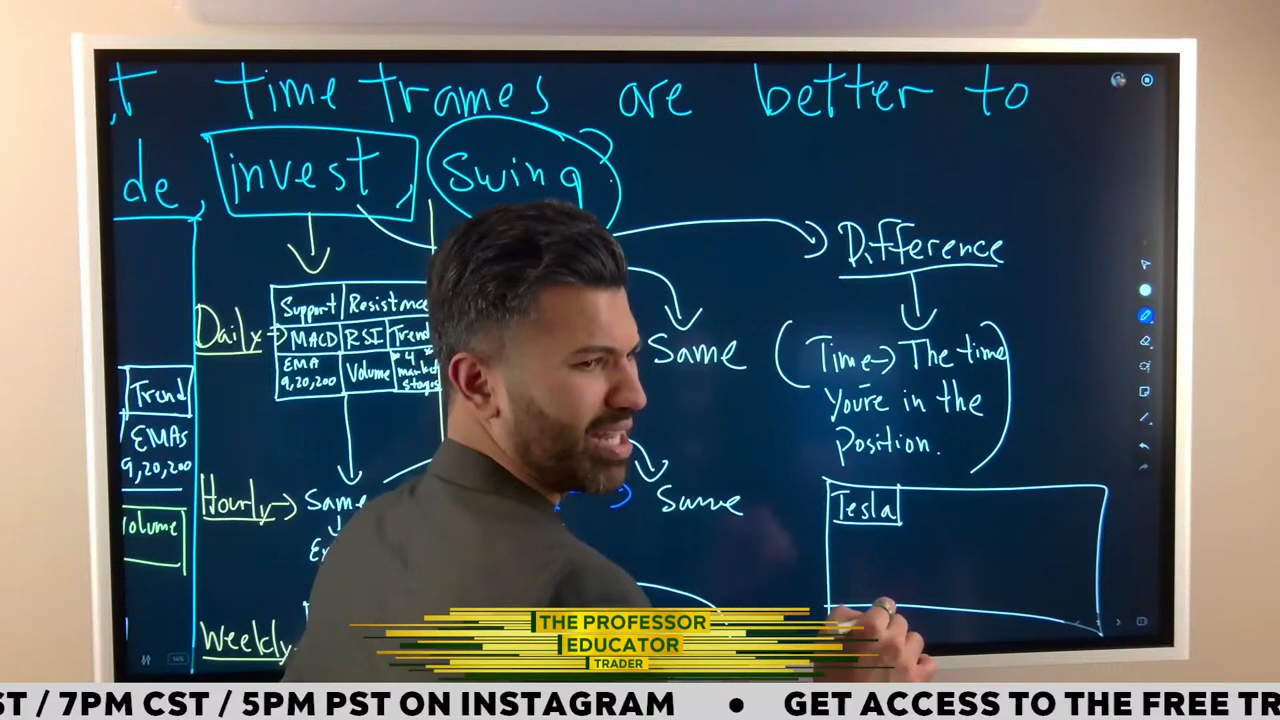 t time frames are better to
de, invest, Swing
Difference
Support Resistance
Daily → MACD RSI Trend
EMA
9,20,200 Volume *4*
market
stages
Same
Time → The time
You're in the
Position.
Trend
EMAs
9,20,200
Volume
Hourly → Same
Same
Tesla
Weekly
THE PROFESSOR
EDUCATOR
TRADER
ST / 7PM CST / 5PM PST ON INSTAGRAM • GET ACCESS TO THE FREE TR